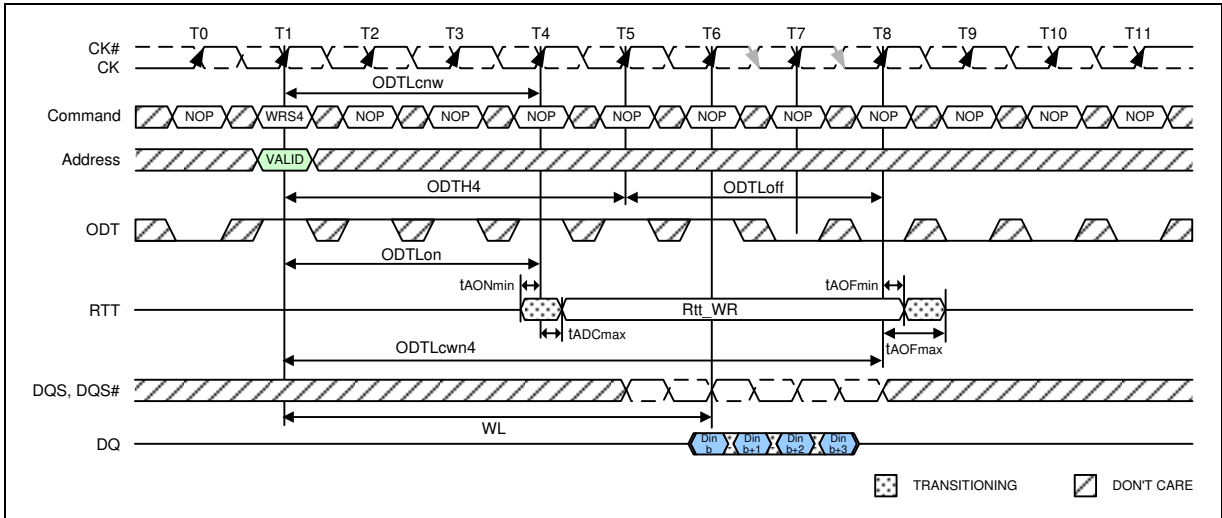 T0 T1 T2 T3 T4 T5 T6 T7 T8 T9 T10 T11
CK#
CK
ODTLcnw
Command NOP WRS4 NOP NOP NOP NOP NOP NOP NOP NOP NOP NOP
Address VALID
ODTH4 ODTLoff
ODT
ODTLon
tAONmin tAOFmin
RTT Rtt_WR
tADCmax tAOFmax
ODTLcwn4
DQS, DQS#
WL
DQ Din b Din b+1 Din b+2 Din b+3
TRANSITIONING DON'T CARE